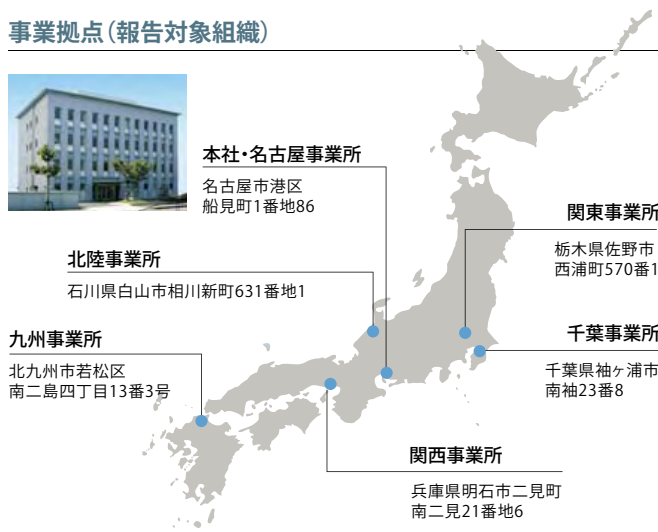 事業拠点（報告対象組織）
本社・名古屋事業所
名古屋市港区
船見町1番地86
関東事業所
栃木県佐野市
西浦町570番1
北陸事業所
石川県白山市相川新町631番地1
千葉事業所
千葉県袖ヶ浦市
南袖23番8
九州事業所
北九州市若松区
南二島四丁目13番3号
関西事業所
兵庫県明石市二見町
南二見21番地6